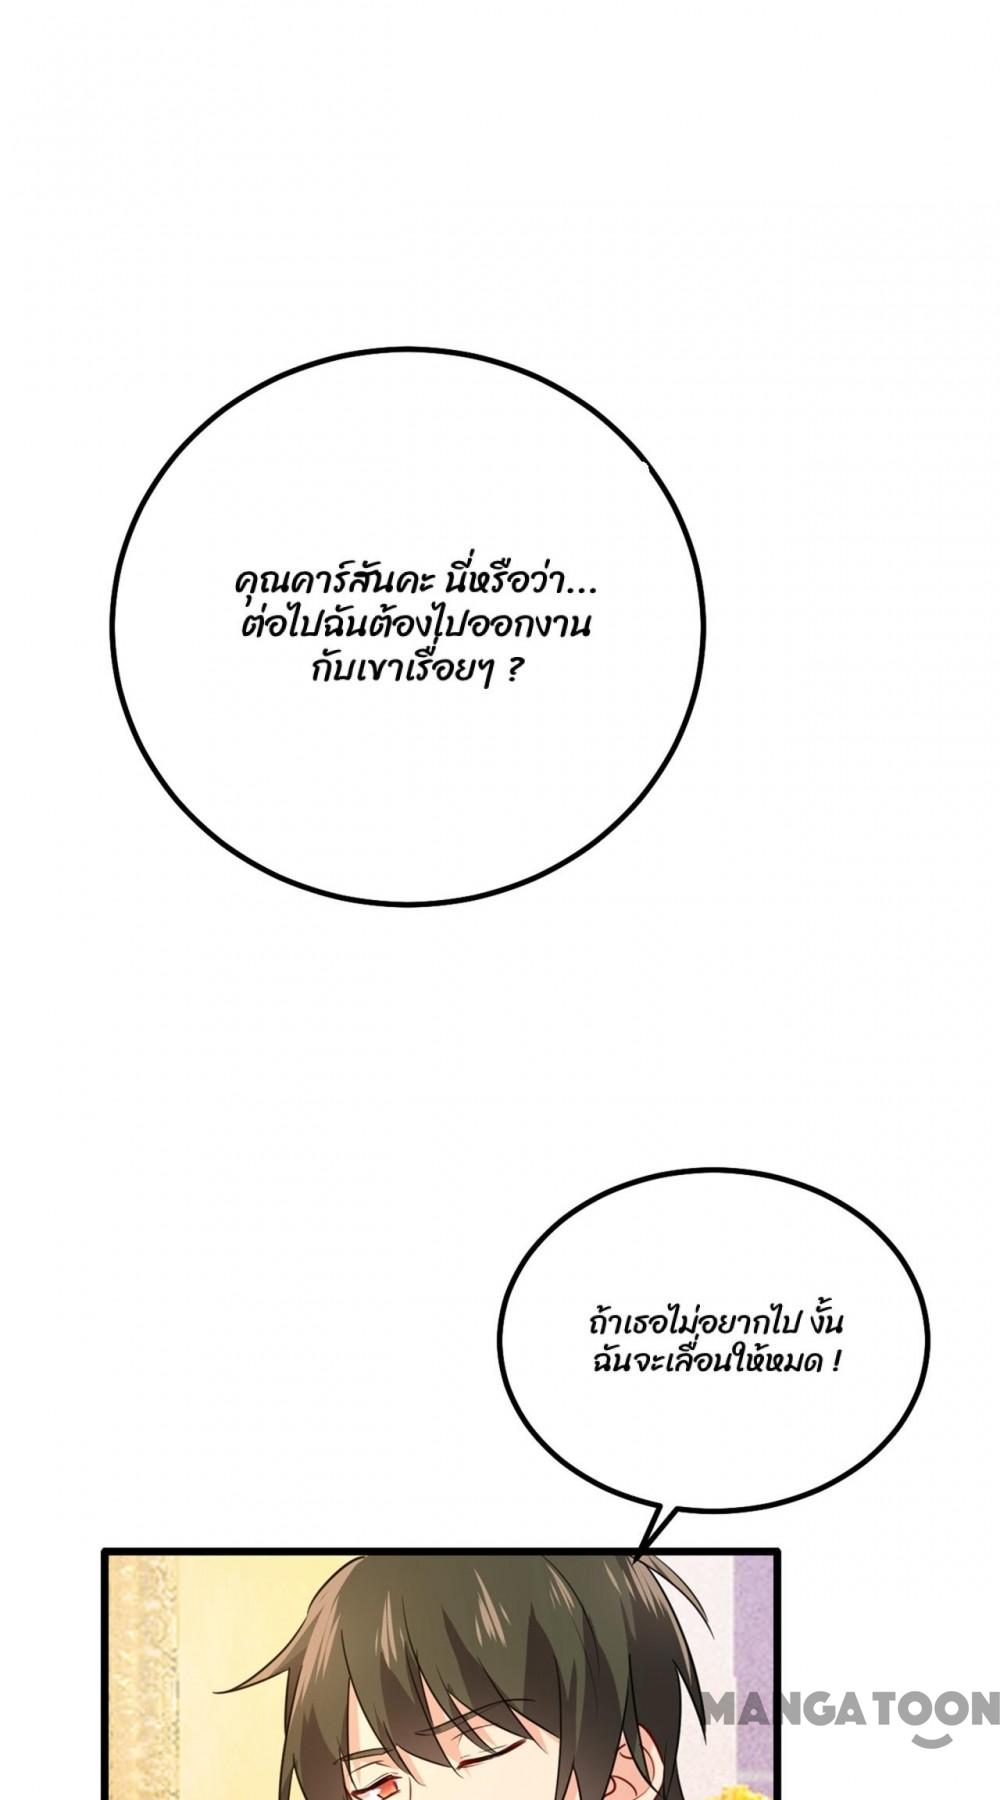 คุณคาร์สันคะ นี่หรือว่า...
ต่อไปฉันต้องไปออกงาน
กับเขาเรื่อยๆ ?
ถ้าเธอไม่อยากไป งั้น
ฉันจะเลื่อนให้หมด !
MANGATOON